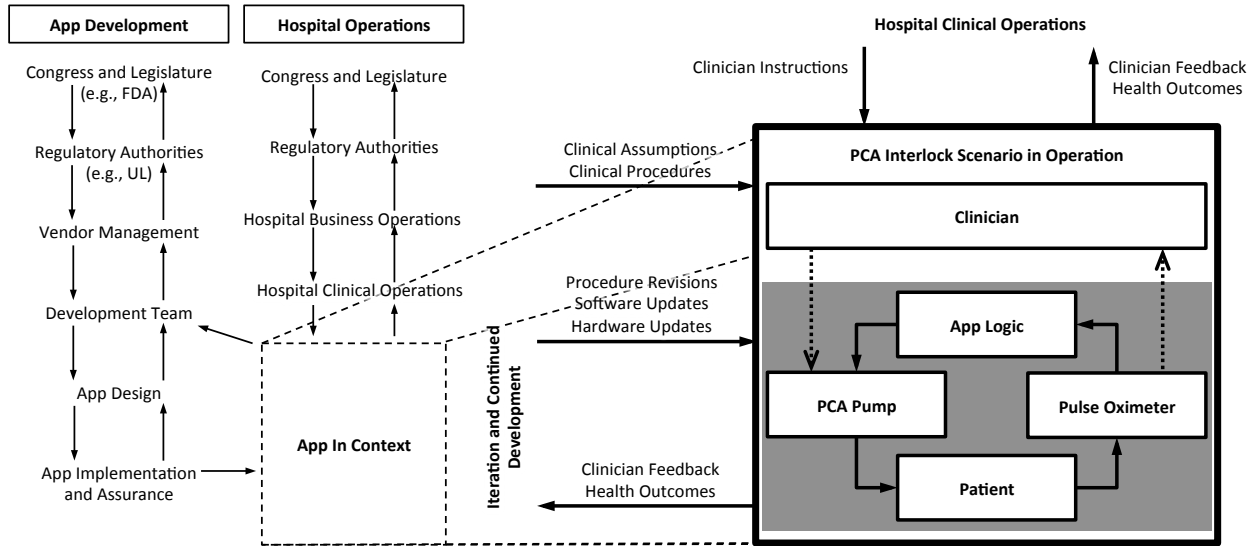 App Development
Congress and Legislature
(e.g., FDA)
Regulatory Authorities
(e.g., UL)
Vendor Management
Development Team
App Design
App Implementation
and Assurance
Hospital Operations
Congress and Legislature
Regulatory Authorities
Hospital Business Operations
Hospital Clinical Operations
App In Context
Iteration and Continued
Development
Clinical Assumptions
Clinical Procedures
Procedure Revisions
Software Updates
Hardware Updates
Clinician Feedback
Health Outcomes
Hospital Clinical Operations
Clinician Instructions
Clinician Feedback
Health Outcomes
PCA Interlock Scenario in Operation
Clinician
App Logic
PCA Pump
Pulse Oximeter
Patient